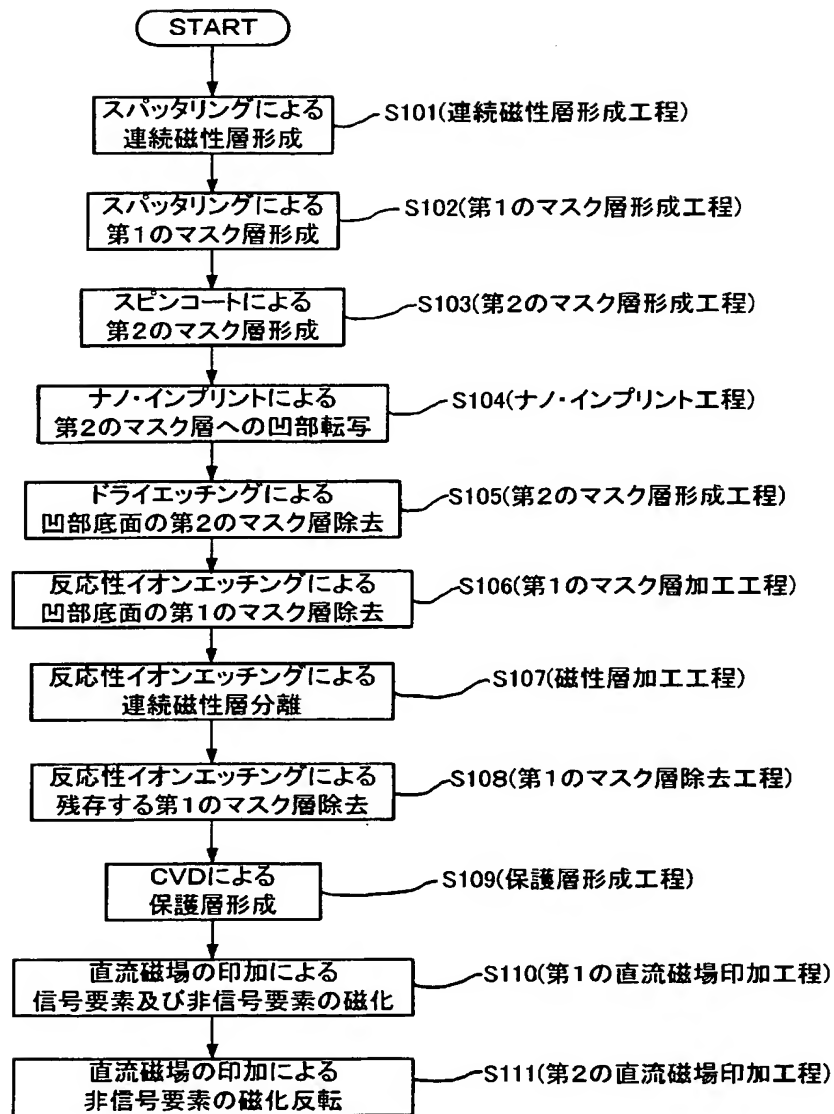 START
スパッタリングによる
連続磁性層形成
S101(連続磁性層形成工程)
スパッタリングによる
第1のマスク層形成
S102(第1のマスク層形成工程)
スピンコートによる
第2のマスク層形成
S103(第2のマスク層形成工程)
ナノ・インプリントによる
第2のマスク層への凹部転写
S104(ナノ・インプリント工程)
ドライエッチングによる
凹部底面の第2のマスク層除去
S105(第2のマスク層形成工程)
反応性イオンエッチングによる
凹部底面の第1のマスク層除去
S106(第1のマスク層加工工程)
反応性イオンエッチングによる
連続磁性層分離
S107(磁性層加工工程)
反応性イオンエッチングによる
残存する第1のマスク層除去
S108(第1のマスク層除去工程)
CVDによる
保護層形成
S109(保護層形成工程)
直流磁場の印加による
信号要素及び非信号要素の磁化
S110(第1の直流磁場印加工程)
直流磁場の印加による
非信号要素の磁化反転
S111(第2の直流磁場印加工程)